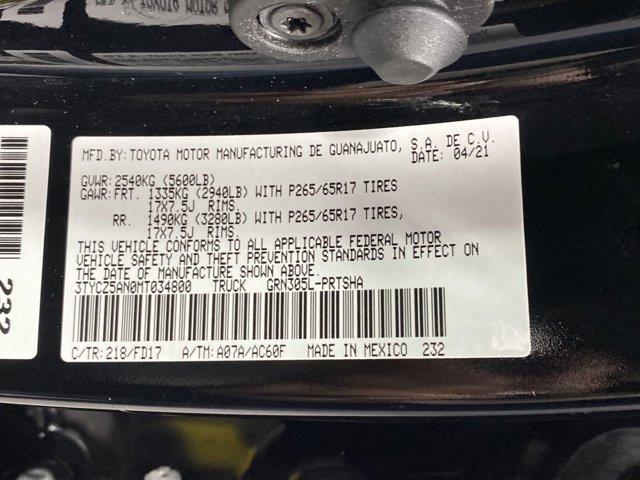 MFD.BY: TOYOTA MOTOR MANUFACTURING DE GUANAJUATO, S.A. DE C.V.
DATE: 04/21
GVWR: 2540KG (5600LB)
GAWR: FRT. 1335KG (2940LB) WITH P265/65R17 TIRES
17X7.5J RIMS,
RR. 1490KG (3280LB) WITH P265/65R17 TIRES,
17X7.5J RIMS.
THIS VEHICLE CONFORMS TO ALL APPLICABLE FEDERAL MOTOR
VEHICLE SAFETY AND THEFT PREVENTION STANDARDS IN EFFECT ON
THE DATE OF MANUFACTURE SHOWN ABOVE.
3TYCZ5AN0MT034800 TRUCK GRN305L-PRTSHA
C/TR: 218/FD17 A/TM: A07A/AC60F MADE IN MEXICO 232
232